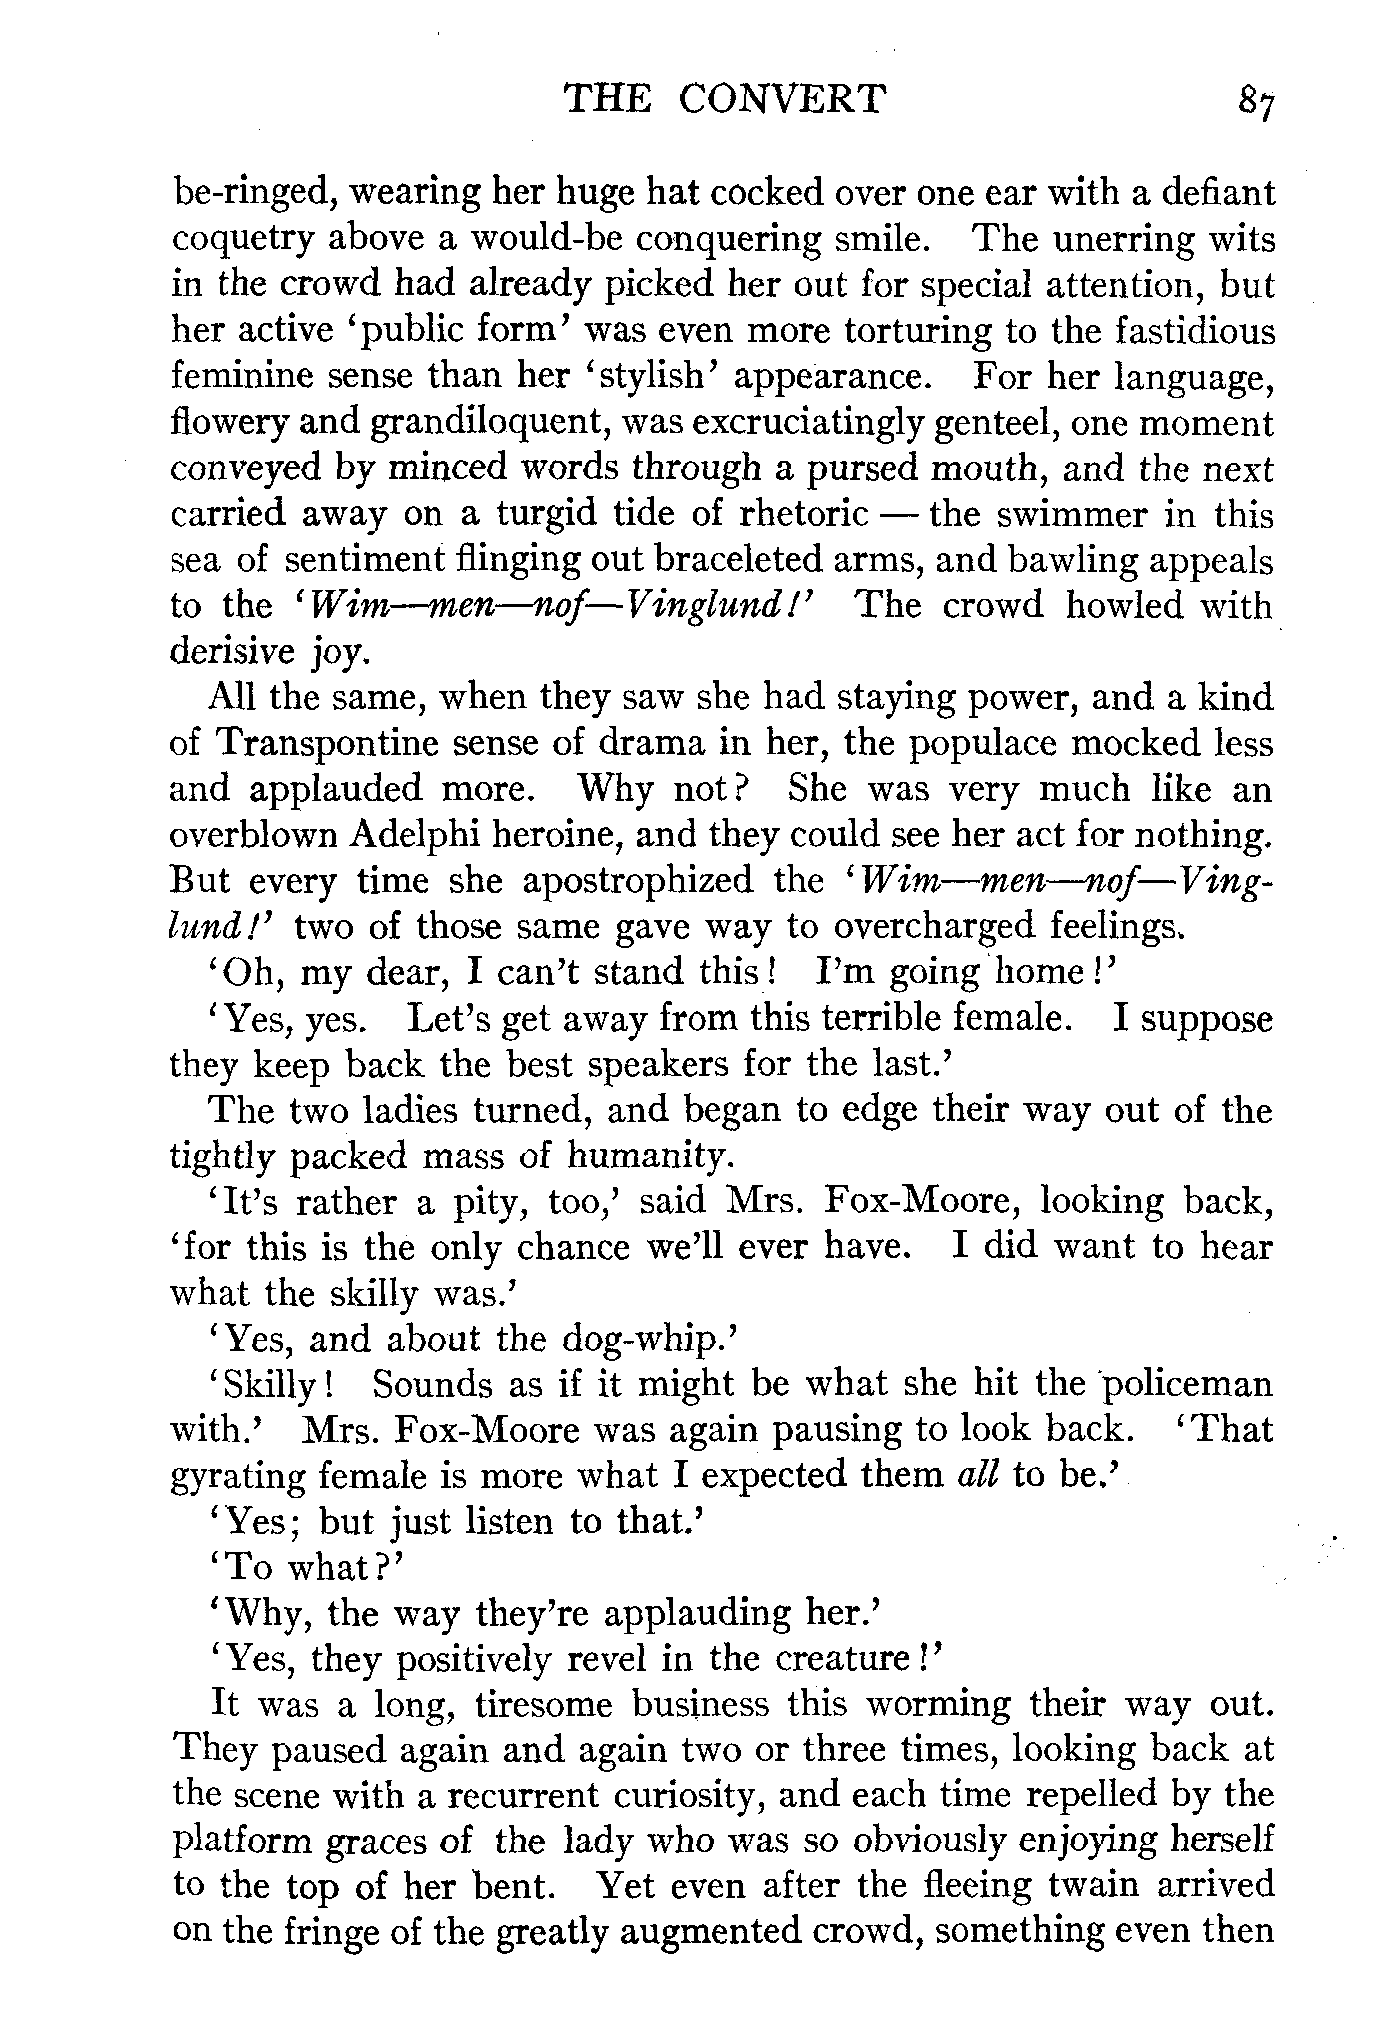 THE CONVERT 87
be-ringed, wearing her huge hat cocked over one ear with a defiant
coquetry above a would-be conquering smile. The unerring wits
in the crowd had already picked her out for special attention, but
her active ‘public form’ was even more torturing to the fastidious
feminine sense than her ‘stylish’ appearance. For her language,
flowery and grandiloquent, was excruciatingly genteel, one moment
conveyed by minced words through a pursed mouth, and the next
carried away on a turgid tide of rhetoric — the swimmer in this
sea of sentiment flinging out braceleted arms, and bawling appeals
to the ‘Wim—men—nof—Vinglund!’ The crowd howled with
derisive joy.
All the same, when they saw she had staying power, and a kind
of Transpontine sense of drama in her, the populace mocked less
and applauded more. Why not? She was very much like an
overblown Adelphi heroine, and they could see her act for nothing.
But every time she apostrophized the ‘Wim—men—nof—Ving-
lund!’ two of those same gave way to overcharged feelings.
‘Oh, my dear, I can’t stand this! I’m going home!’
‘Yes, yes. Let’s get away from this terrible female. I suppose
they keep back the best speakers for the last.’
The two ladies turned, and began to edge their way out of the
tightly packed mass of humanity.
‘It’s rather a pity, too,’ said Mrs. Fox-Moore, looking back,
‘for this is the only chance we’ll ever have. I did want to hear
what the skilly was.’
‘Yes, and about the dog-whip.’
‘Skilly! Sounds as if it might be what she hit the policeman
with.’ Mrs. Fox-Moore was again pausing to look back. ‘That
gyrating female is more what I expected them all to be.’
‘Yes; but just listen to that.’
‘To what?’
‘Why, the way they’re applauding her.’
‘Yes, they positively revel in the creature!’
It was a long, tiresome business this worming their way out.
They paused again and again two or three times, looking back at
the scene with a recurrent curiosity, and each time repelled by the
platform graces of the lady who was so obviously enjoying herself
to the top of her bent. Yet even after the fleeing twain arrived
on the fringe of the greatly augmented crowd, something even then